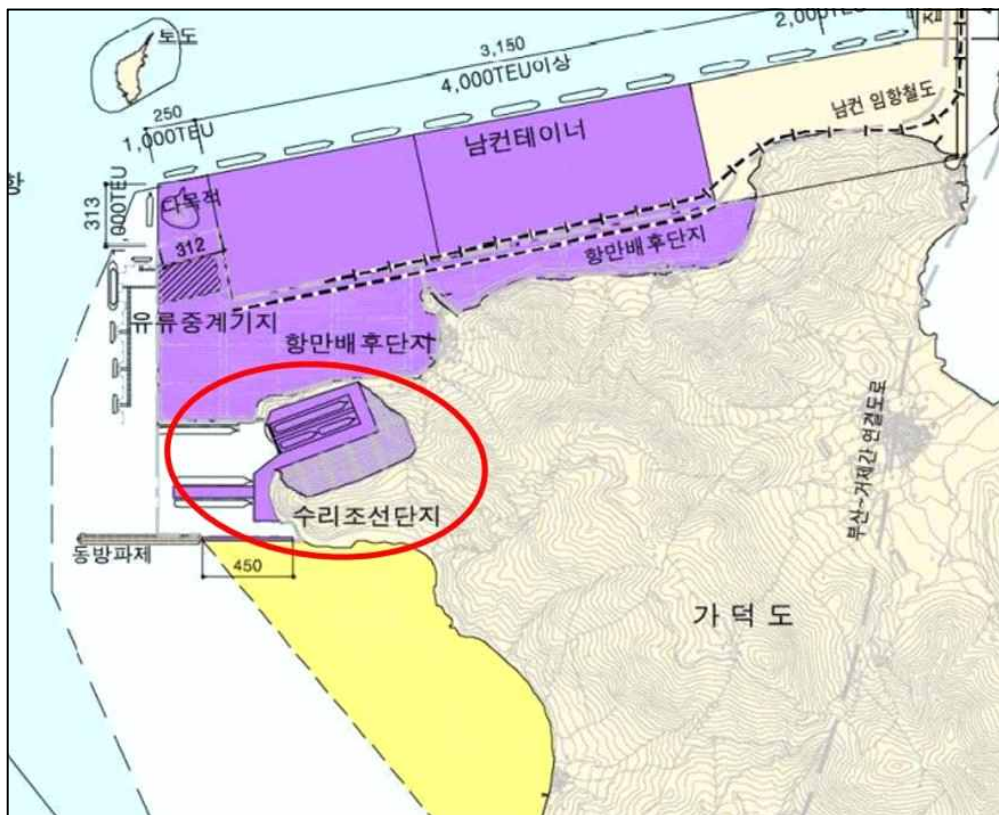 토도
2,000TEU
3,150
4,000TEU이상
250
1,000TEU
남컨 임항철도
남컨테이너
항
313
,000TEU
다목적
312
항만배후단지
유류중계기지
항만배후단지
부산~거제간 연결도로
수리조선단지
동방파제
450
가덕도